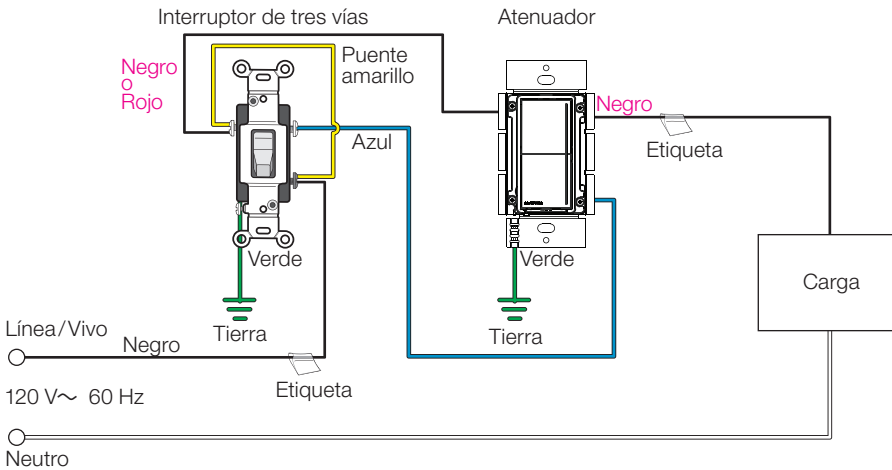 Interruptor de tres vías
Atenuador
Negro
o
Rojo
Puente
amarillo
Negro
Azul
Etiqueta
Verde
Verde
Carga
Tierra
Tierra
Línea/Vivo
Negro
Etiqueta
120 V~ 60 Hz
Neutro